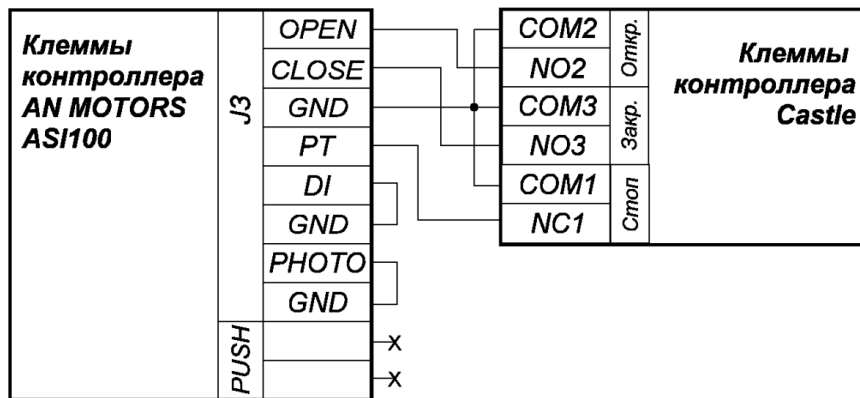 Клеммы
контроллера
AN MOTORS
ASI100
J3
OPEN
CLOSE
GND
PT
DI
GND
PHOTO
GND
PUSH
X
X
COM2
NO2
Откр.
COM3
NO3
Закр.
COM1
NC1
Стоп
Клеммы
контроллера
Castle